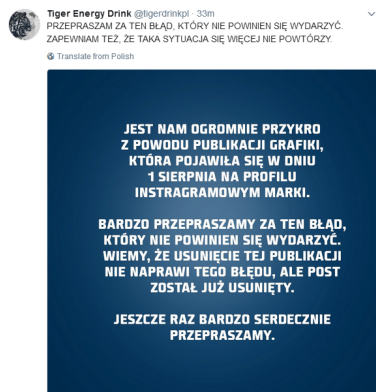 Tiger Energy Drink @tigerdrinkpl · 33m
PRZEPRASZAM ZA TEN BŁĄD, KTÓRY NIE POWINIEN SIĘ WYDARZYĆ.
ZAPEWNIAM TEŻ, ŻE TAKA SYTUACJA SIĘ WIĘCEJ NIE POWTÓRZY.
Translate from Polish
JEST NAM OGROMNIE PRZYKRO
Z POWODU PUBLIKACJI GRAFIKI,
KTÓRA POJAWIŁA SIĘ W DNIU
1 SIERPNIA NA PROFILU
INSTRAGRAMOWYM MARKI.
BARDZO PRZEPRASZAMY ZA TEN BŁĄD,
KTÓRY NIE POWINIEN SIĘ WYDARZYĆ.
WIEMY, ŻE USUNIĘCIE TEJ PUBLIKACJI
NIE NAPRAWI TEGO BŁĘDU, ALE POST
ZOSTAŁ JUŻ USUNIĘTY.
JESZCZE RAZ BARDZO SERDECZNIE
PRZEPRASZAMY.